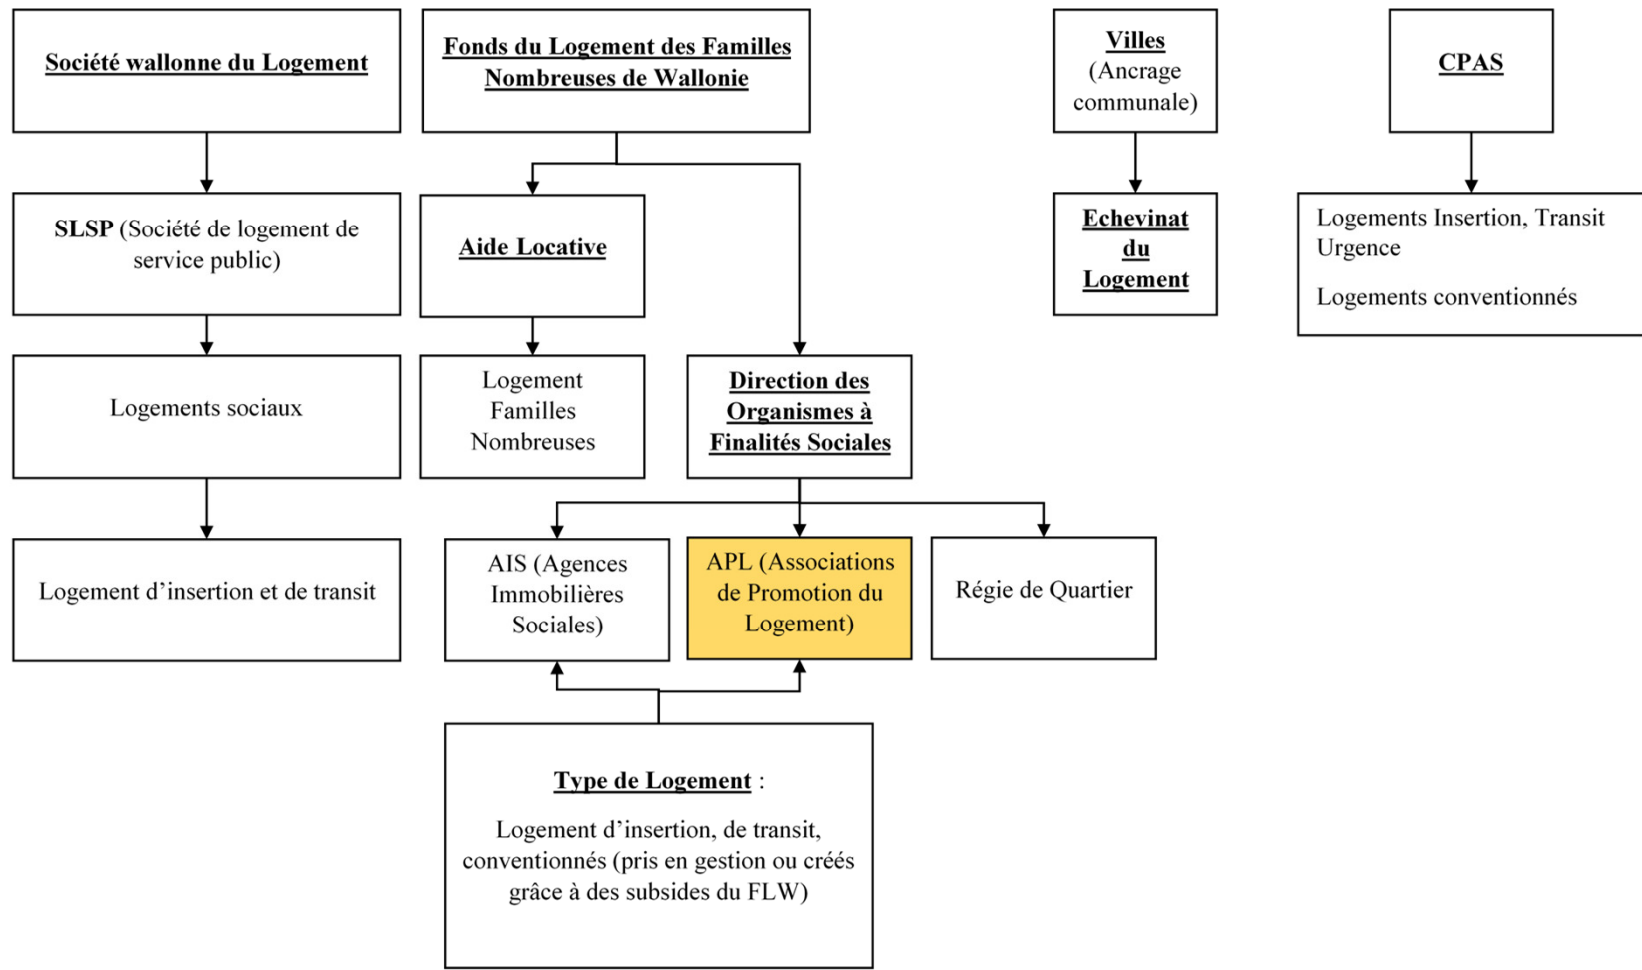 Société wallonne du Logement
Fonds du Logement des Familles
Nombreuses de Wallonie
Villes
(Ancrage
communale)
CPAS
SLSP (Société de logement de
service public)
Aide Locative
Echevinat
du
Logement
Logements Insertion, Transit
Urgence
Logements conventionnés
Logements sociaux
Logement
Familles
Nombreuses
Direction des
Organismes à
Finalités Sociales
Logement d’insertion et de transit
AIS (Agences
Immobilières
Sociales)
APL (Associations
de Promotion du
Logement)
Régie de Quartier
Type de Logement :
Logement d’insertion, de transit,
conventionnés (pris en gestion ou créés
grâce à des subsides du FLW)